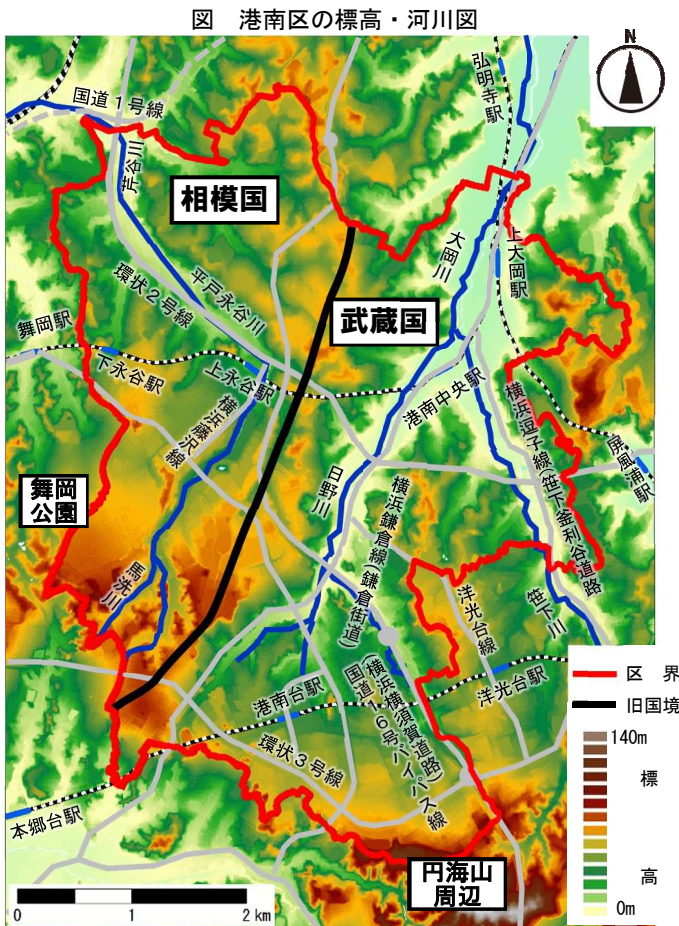 図 港南区の標高・河川図
N
国道1号線
弘明寺駅
芹谷川
相模国
大岡川
上大岡駅
平戸永谷川
環状2号線
武蔵国
舞岡駅
下永谷駅
上永谷駅
港南中央駅
横浜藤沢線
横浜逗子線(笹下釜利谷道路)
屏風浦駅
舞岡
公園
日野川
横浜鎌倉線(鎌倉街道)
馬洗川
洋光台線
笹下川
港南台駅
国道16号バイパス線
(横浜横須賀道路)
洋光台駅
環状3号線
本郷台駅
円海山
周辺
区 界
旧国境
140m
標
高
0m
0 1 2 km